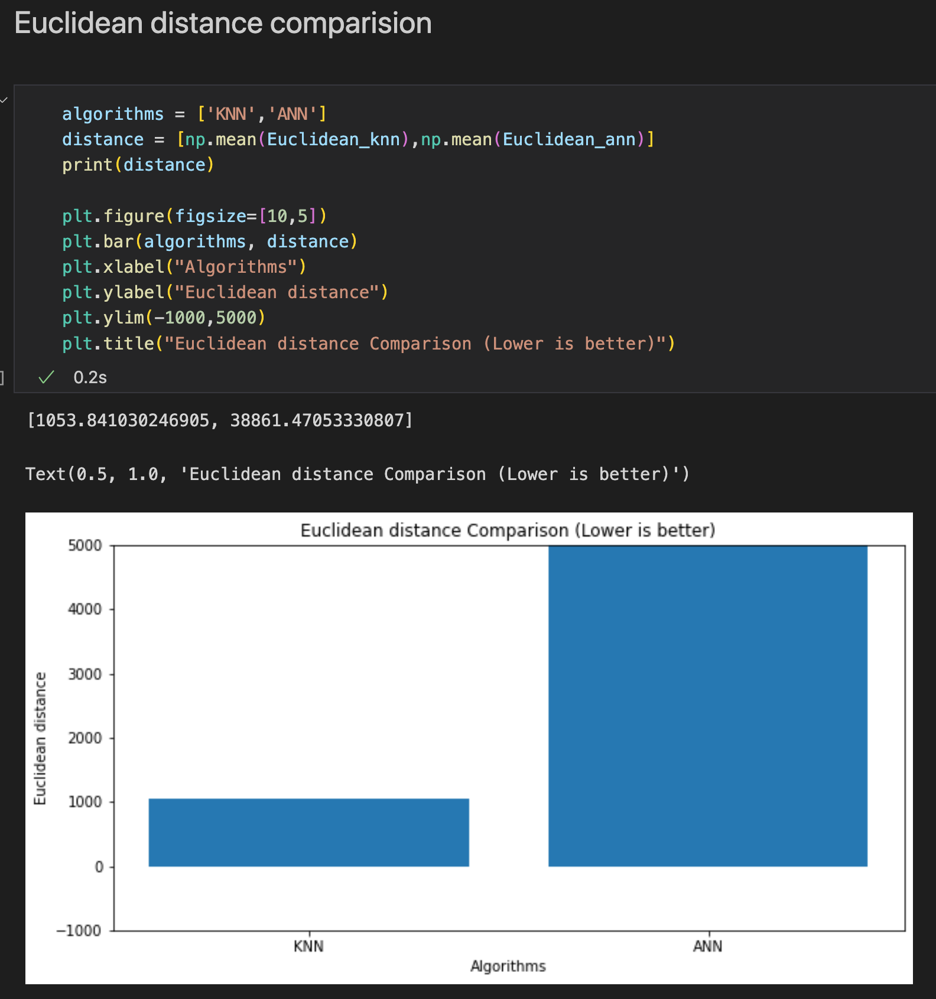 Euclidean distance comparision
algorithms = ['KNN','ANN']
distance = [np.mean(Euclidean_knn),np.mean(Euclidean_ann)]
print(distance)
plt.figure(figsize=[10,5])
plt.bar(algorithms, distance)
plt.xlabel("Algorithms")
plt.ylabel("Euclidean distance")
plt.ylim(-1000,5000)
plt.title("Euclidean distance Comparison (Lower is better)")
]
0.2s
[1053.841030246905, 38861.47053330807]
Text(0.5, 1.0, 'Euclidean distance Comparison (Lower is better)')
Euclidean distance Comparison (Lower is better)
5000
4000
3000
2000
1000
0
−1000
Euclidean distance
KNN
ANN
Algorithms